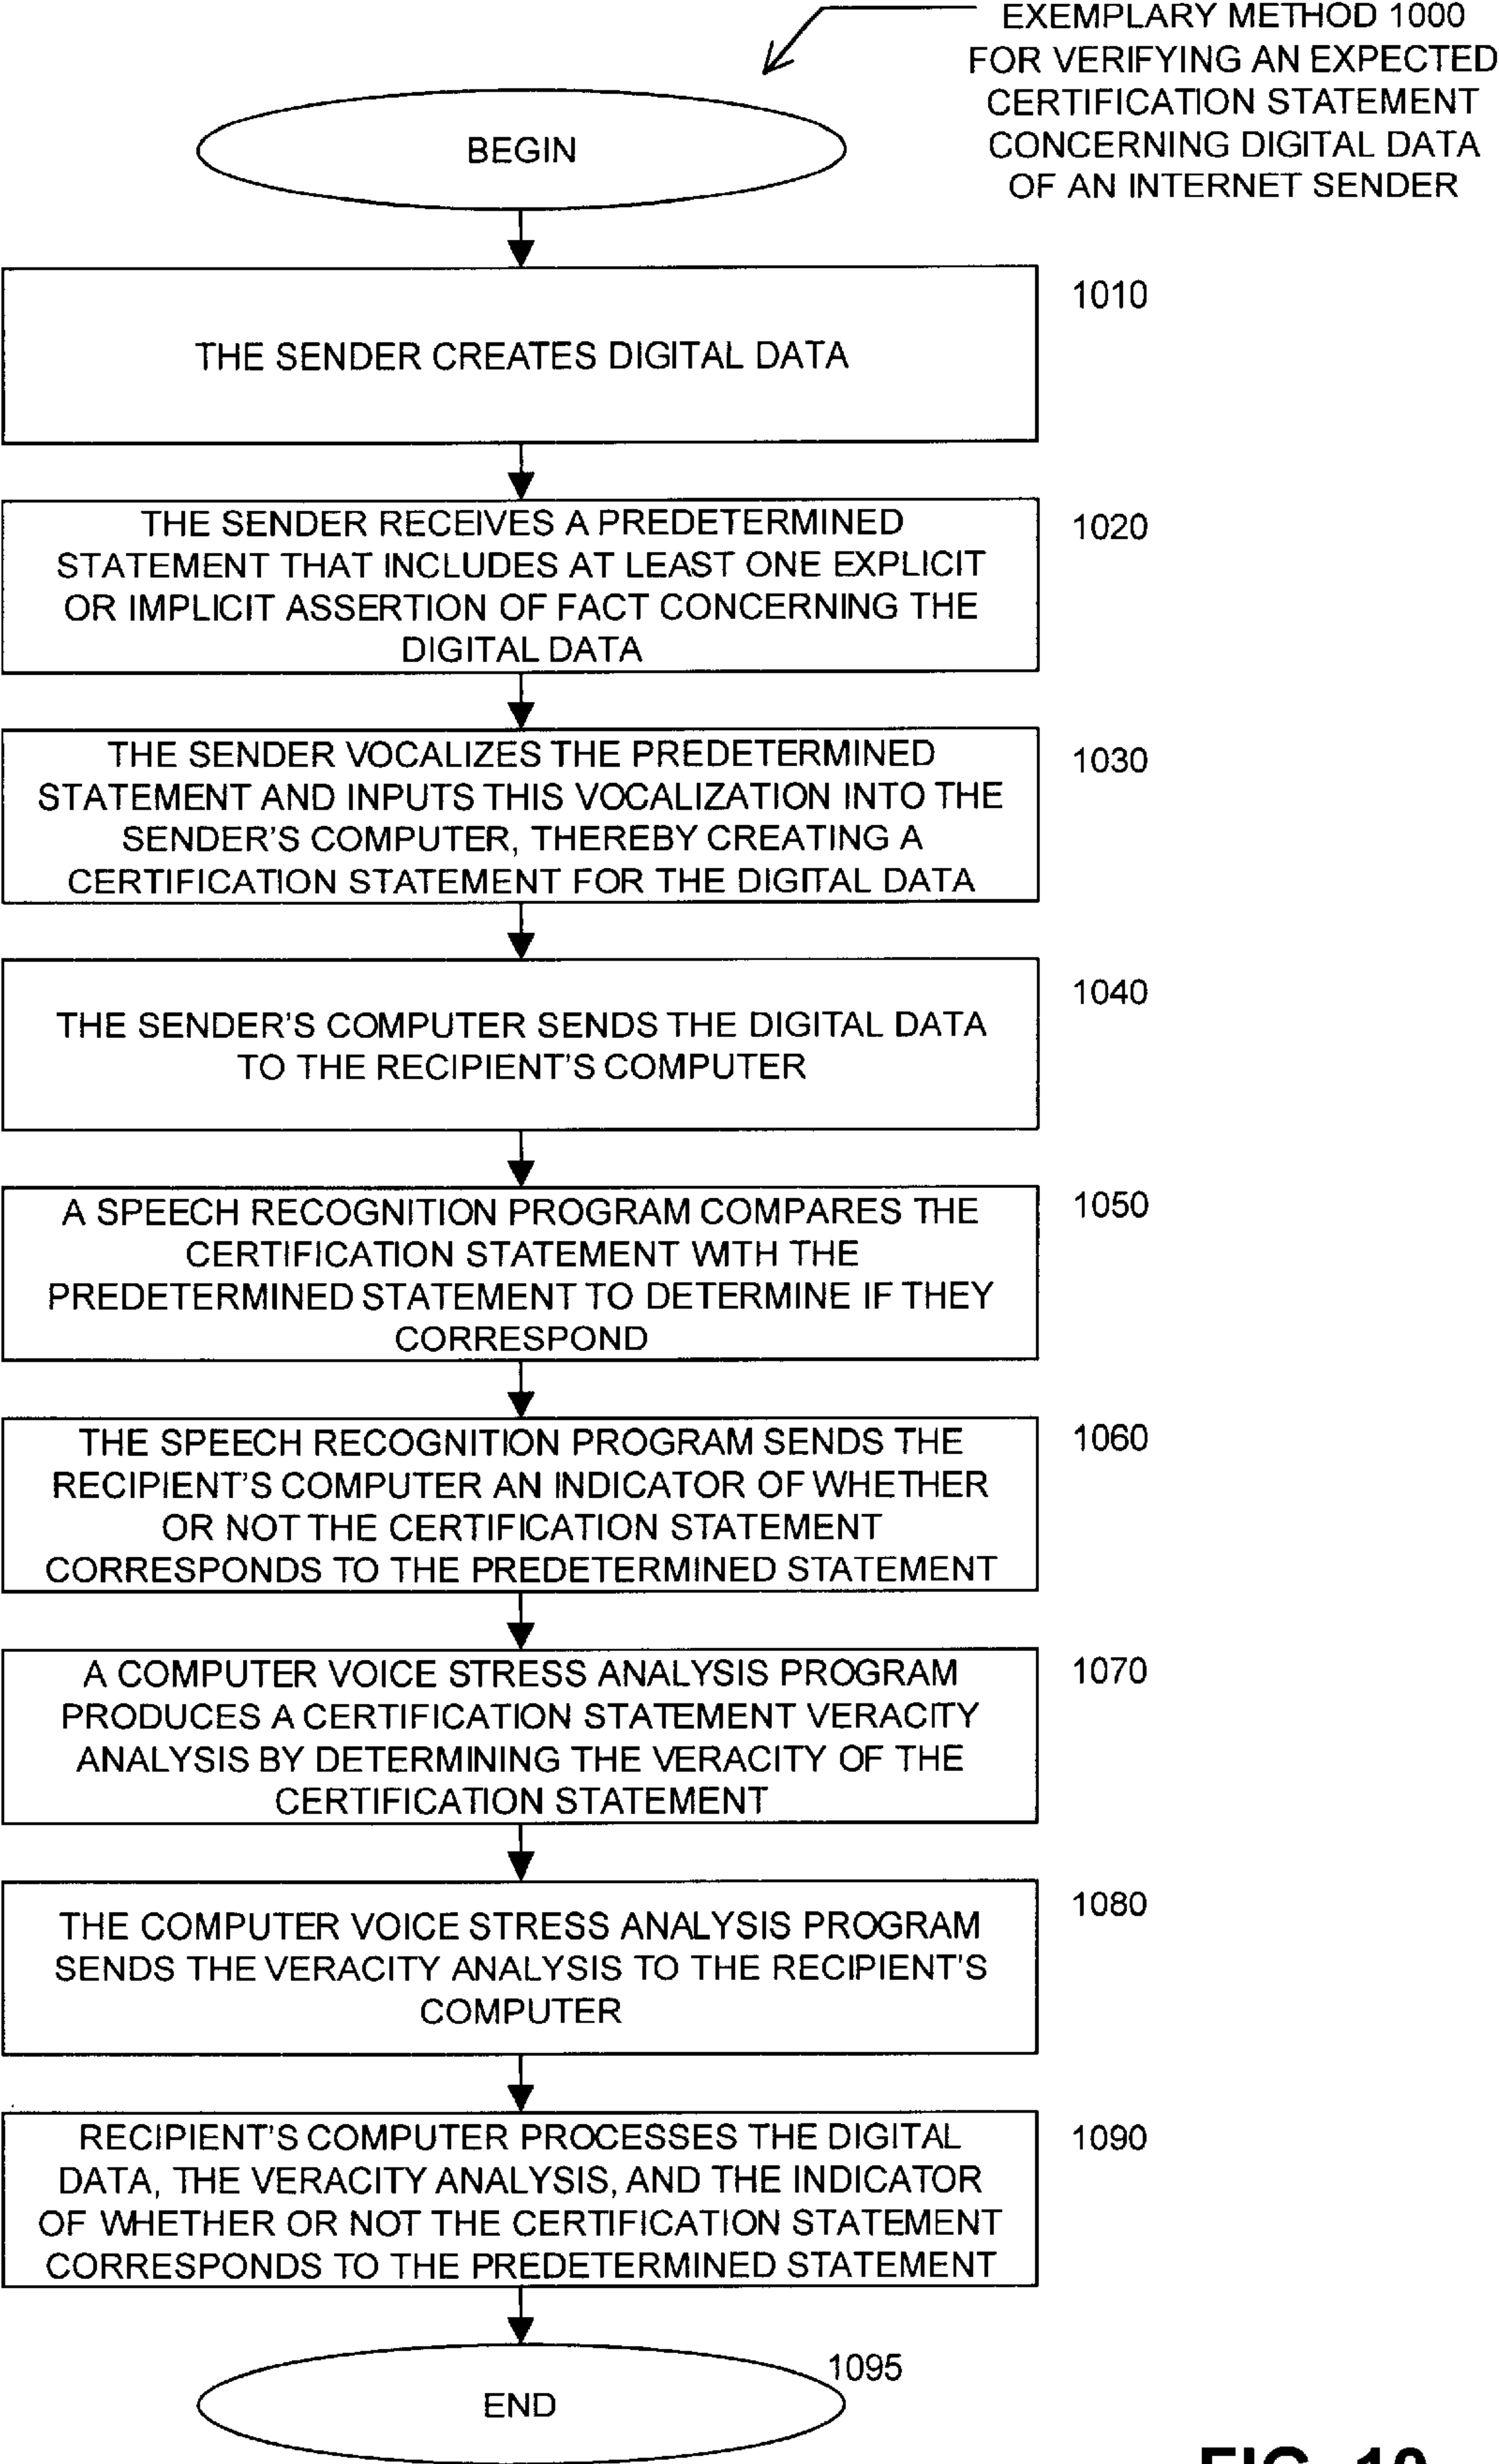 EXEMPLARY METHOD 1000
FOR VERIFYING AN EXPECTED
CERTIFICATION STATEMENT
CONCERNING DIGITAL DATA
OF AN INTERNET SENDER
BEGIN
1010
THE SENDER CREATES DIGITAL DATA
1020
THE SENDER RECEIVES A PREDETERMINED
STATEMENT THAT INCLUDES AT LEAST ONE EXPLICIT
OR IMPLICIT ASSERTION OF FACT CONCERNING THE
DIGITAL DATA
1030
THE SENDER VOCALIZES THE PREDETERMINED
STATEMENT AND INPUTS THIS VOCALIZATION INTO THE
SENDER'S COMPUTER, THEREBY CREATING A
CERTIFICATION STATEMENT FOR THE DIGITAL DATA
1040
THE SENDER'S COMPUTER SENDS THE DIGITAL DATA
TO THE RECIPIENT'S COMPUTER
1050
A SPEECH RECOGNITION PROGRAM COMPARES THE
CERTIFICATION STATEMENT WITH THE
PREDETERMINED STATEMENT TO DETERMINE IF THEY
CORRESPOND
1060
THE SPEECH RECOGNITION PROGRAM SENDS THE
RECIPIENT'S COMPUTER AN INDICATOR OF WHETHER
OR NOT THE CERTIFICATION STATEMENT
CORRESPONDS TO THE PREDETERMINED STATEMENT
1070
A COMPUTER VOICE STRESS ANALYSIS PROGRAM
PRODUCES A CERTIFICATION STATEMENT VERACITY
ANALYSIS BY DETERMINING THE VERACITY OF THE
CERTIFICATION STATEMENT
1080
THE COMPUTER VOICE STRESS ANALYSIS PROGRAM
SENDS THE VERACITY ANALYSIS TO THE RECIPIENT'S
COMPUTER
1090
RECIPIENT'S COMPUTER PROCESSES THE DIGITAL
DATA, THE VERACITY ANALYSIS, AND THE INDICATOR
OF WHETHER OR NOT THE CERTIFICATION STATEMENT
CORRESPONDS TO THE PREDETERMINED STATEMENT
1095
END
FIG. 10